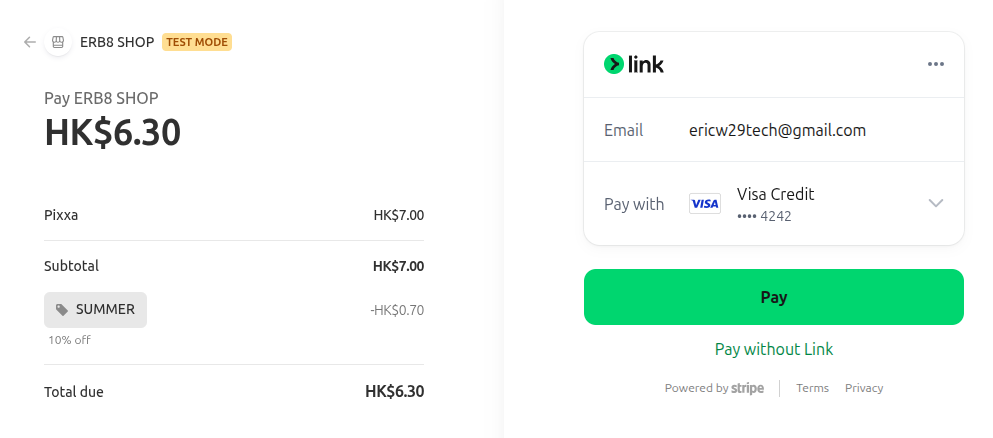 ERB8 SHOP TEST MODE
Pay ERB8 SHOP
HK$6.30
Pixxa HK$7.00
Subtotal HK$7.00
SUMMER -HK$0.70
10% off
Total due HK$6.30
link
Email ericw29tech@gmail.com
Pay with VISA Visa Credit
•••• 4242
Pay
Pay without Link
Powered by stripe Terms Privacy